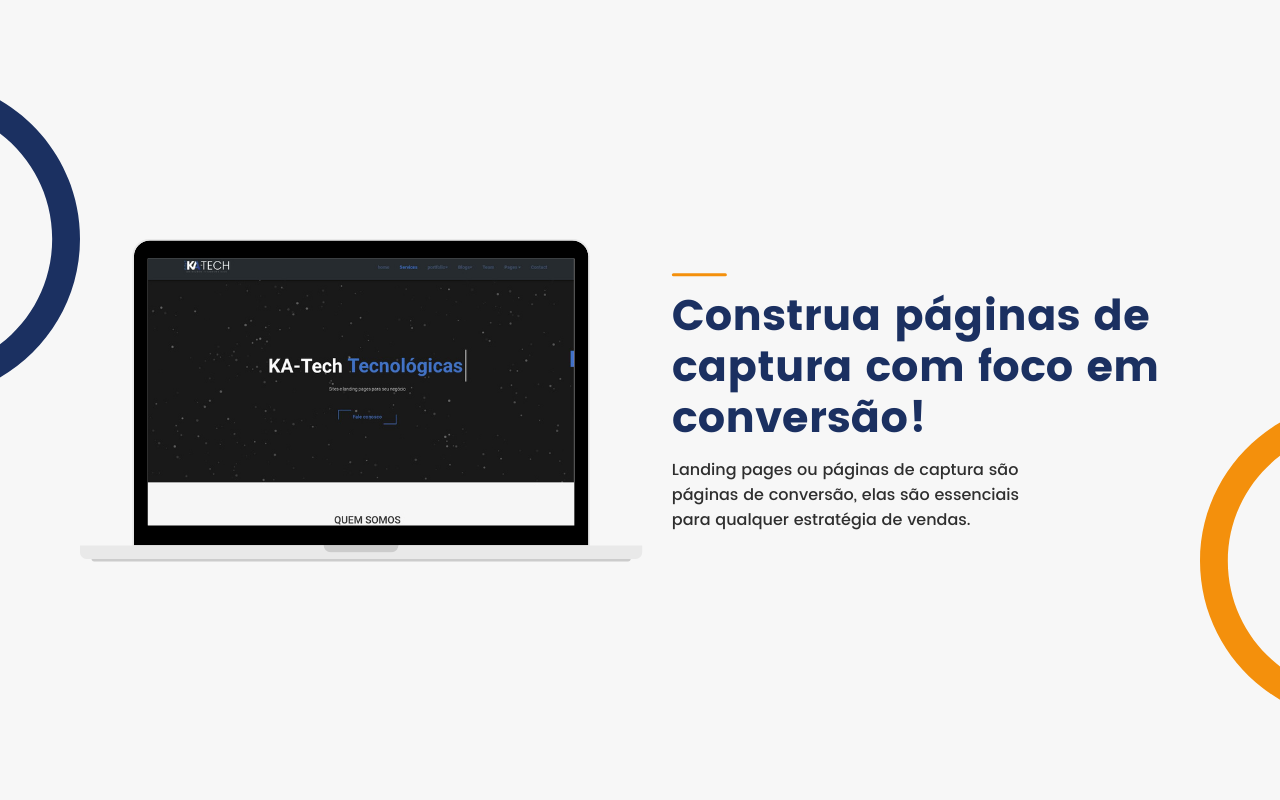 KA-TECH
Home Services portfolio Blog Team Pages Contact
KA-Tech Tecnológicas
Sites e landing pages para seu negócio
Fale conosco
QUEM SOMOS
Construa páginas de
captura com foco em
conversão!
Landing pages ou páginas de captura são
páginas de conversão, elas são essenciais
para qualquer estratégia de vendas.